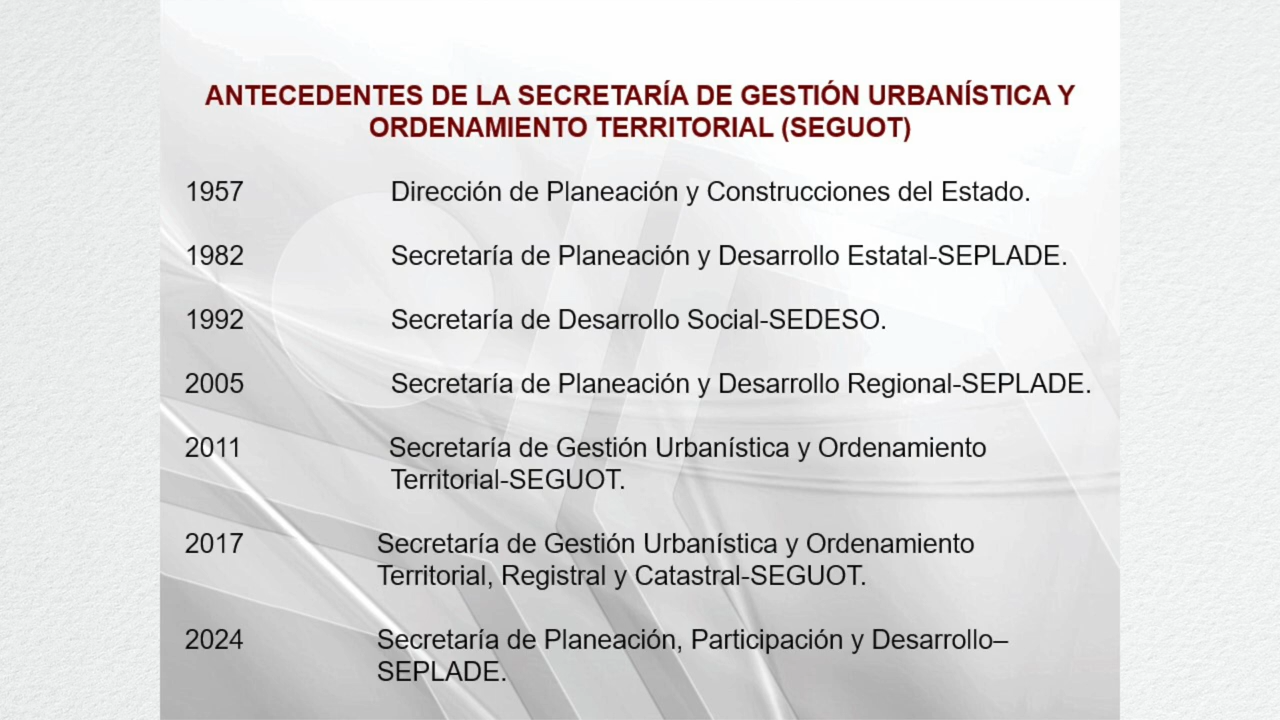 ANTECEDENTES DE LA SECRETARÍA DE GESTIÓN URBANÍSTICA Y
ORDENAMIENTO TERRITORIAL (SEGUOT)
1957 Dirección de Planeación y Construcciones del Estado.
1982 Secretaría de Planeación y Desarrollo Estatal-SEPLADE.
1992 Secretaría de Desarrollo Social-SEDESO.
2005 Secretaría de Planeación y Desarrollo Regional-SEPLADE.
2011 Secretaría de Gestión Urbanística y Ordenamiento
Territorial-SEGUOT.
2017 Secretaría de Gestión Urbanística y Ordenamiento
Territorial, Registral y Catastral-SEGUOT.
2024 Secretaría de Planeación, Participación y Desarrollo–
SEPLADE.